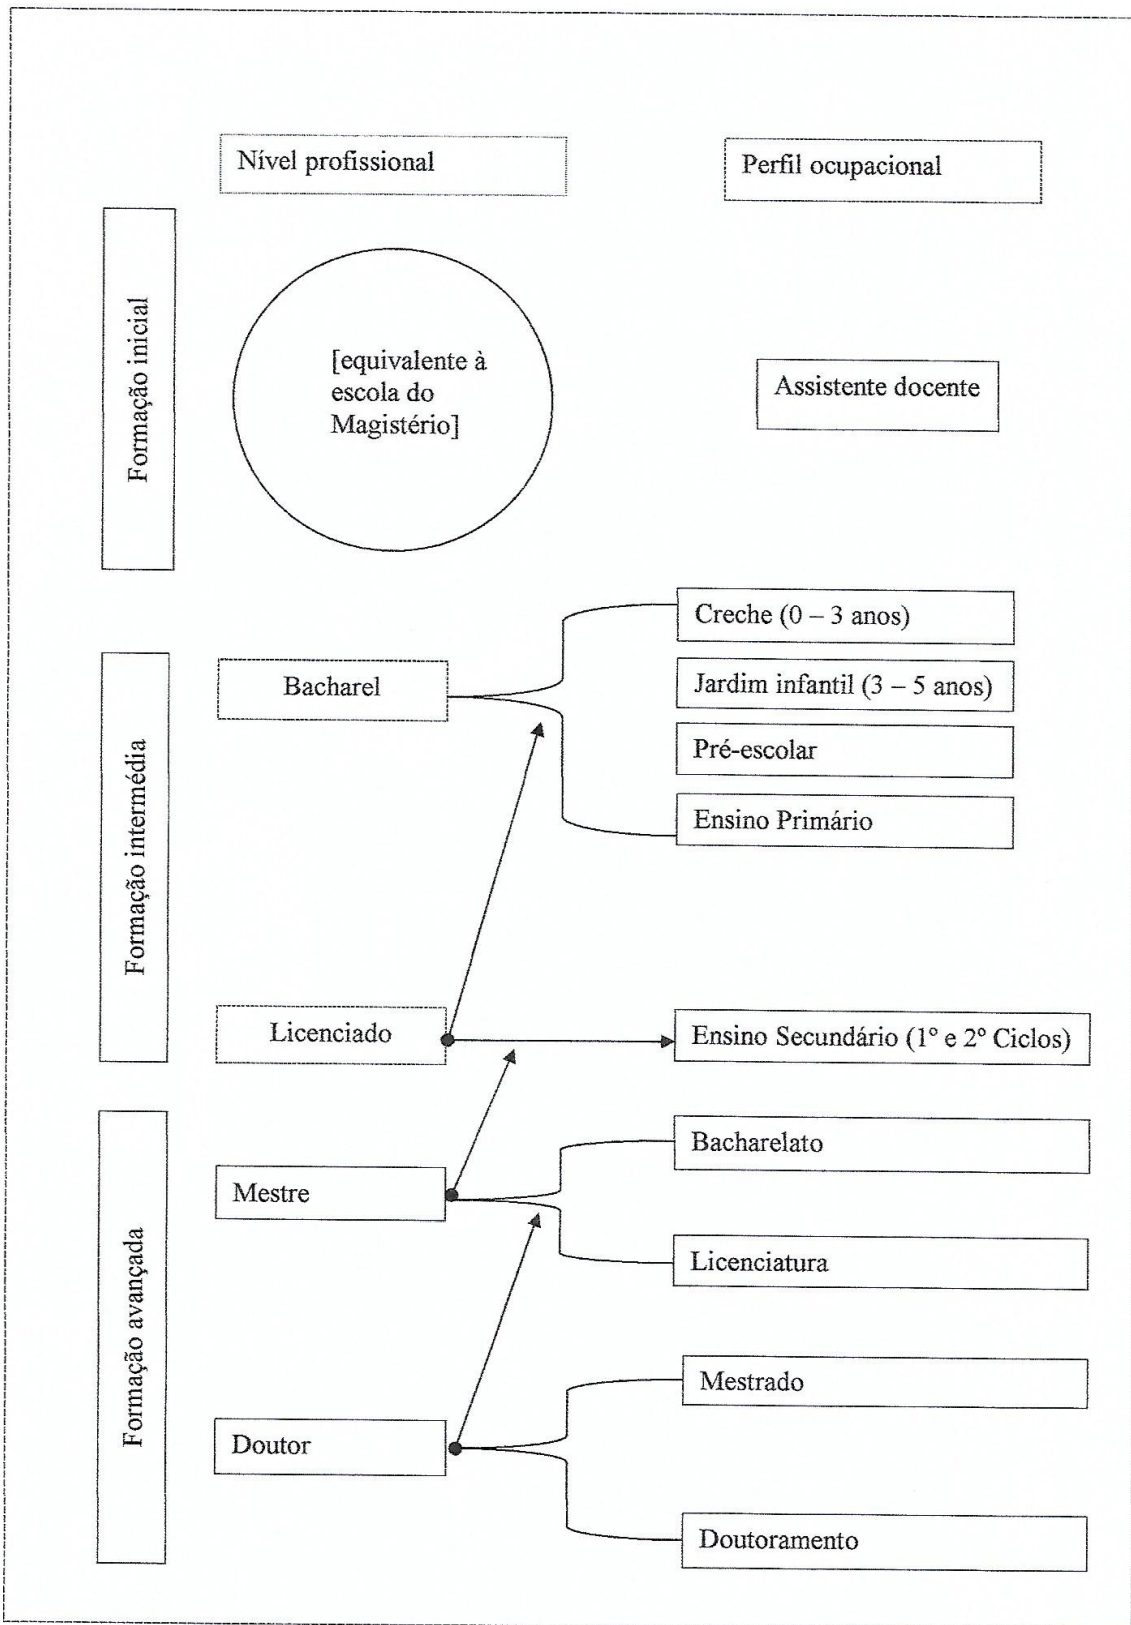 Nível profissional
Perfil ocupacional
Formação inicial
[equivalente à
escola do
Magistério]
Assistente docente
Formação intermédia
Bacharel
Creche (0 – 3 anos)
Jardim infantil (3 – 5 anos)
Pré-escolar
Ensino Primário
Licenciado
Ensino Secundário (1º e 2º Ciclos)
Formação avançada
Mestre
Bacharelato
Licenciatura
Doutor
Mestrado
Doutoramento